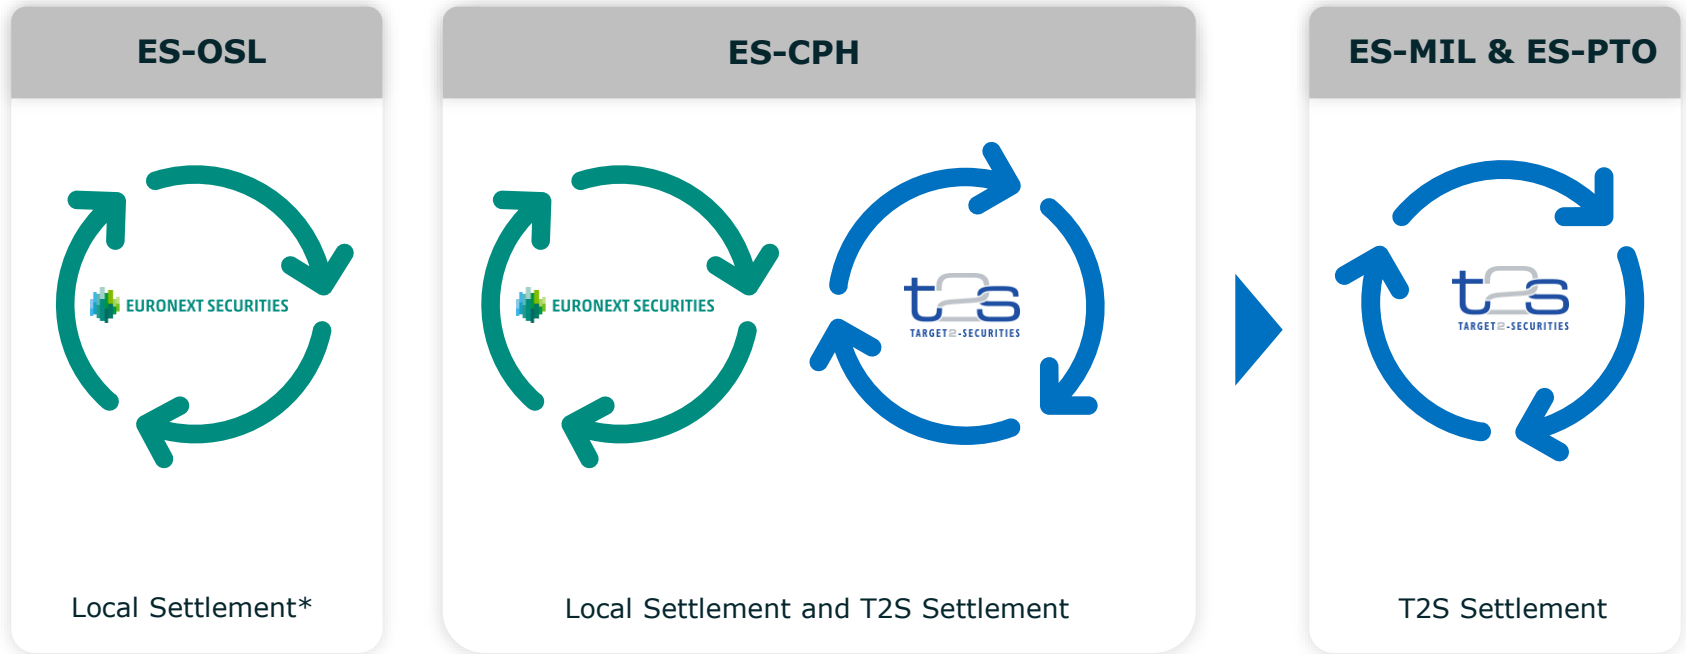 ES-OSL
EURONEXT SECURITIES
Local Settlement*
ES-CPH
EURONEXT SECURITIES
t2s
TARGET2-SECURITIES
Local Settlement and T2S Settlement
ES-MIL & ES-PTO
t2s
TARGET2-SECURITIES
T2S Settlement